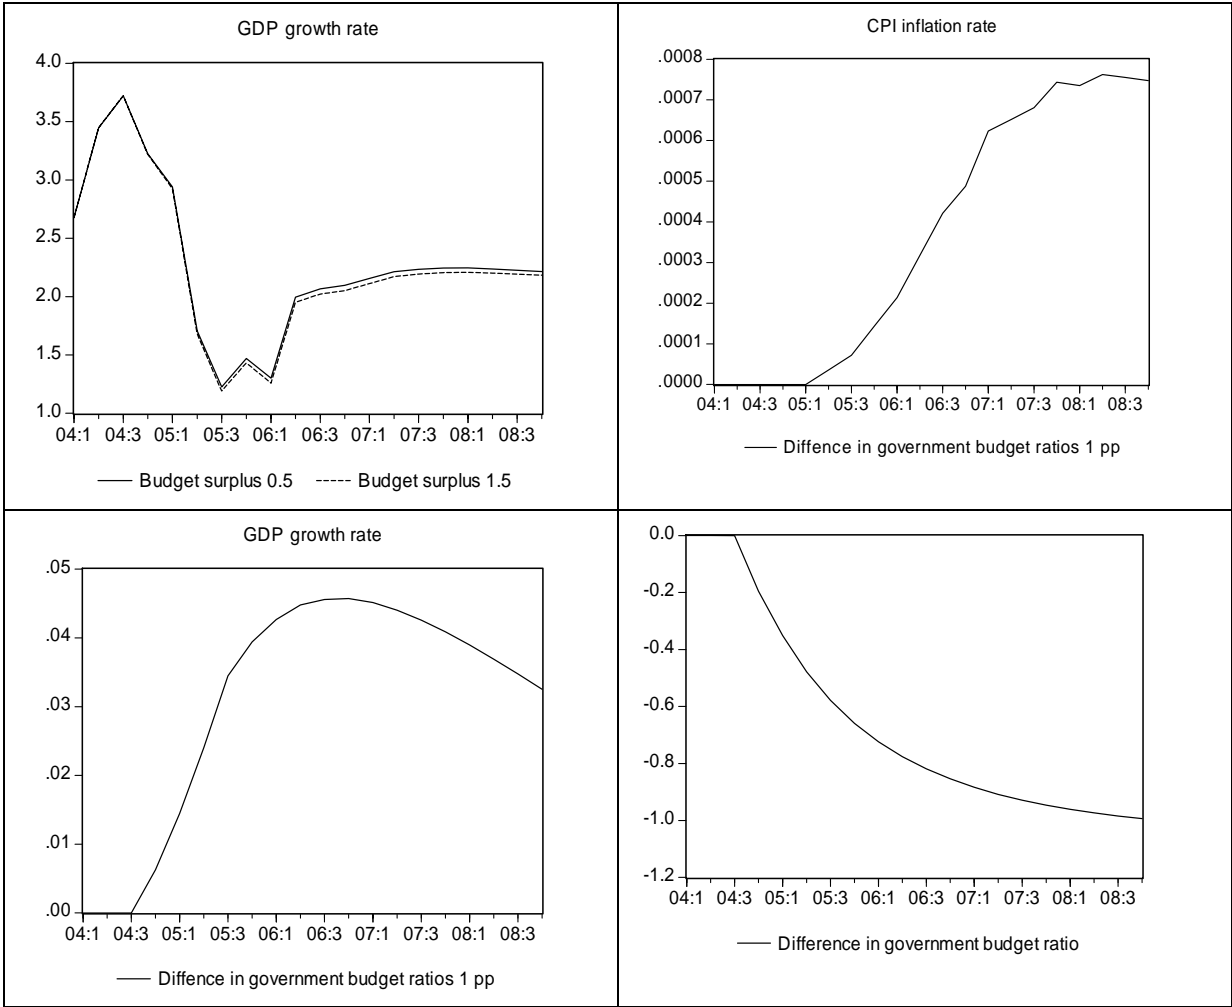 GDP growth rate
4.0
3.5
3.0
2.5
2.0
1.5
1.0
04:1 04:3 05:1 05:3 06:1 06:3 07:1 07:3 08:1 08:3
Budget surplus 0.5 Budget surplus 1.5
CPI inflation rate
.0008
.0007
.0006
.0005
.0004
.0003
.0002
.0001
.0000
04:1 04:3 05:1 05:3 06:1 06:3 07:1 07:3 08:1 08:3
Diffence in government budget ratios 1 pp
GDP growth rate
.05
.04
.03
.02
.01
.00
04:1 04:3 05:1 05:3 06:1 06:3 07:1 07:3 08:1 08:3
Diffence in government budget ratios 1 pp
0.0
-0.2
-0.4
-0.6
-0.8
-1.0
-1.2
04:1 04:3 05:1 05:3 06:1 06:3 07:1 07:3 08:1 08:3
Difference in government budget ratio